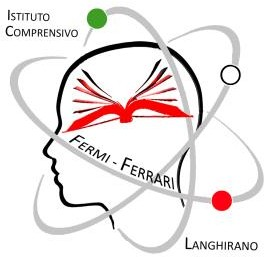 ISTITUTO
COMPRENSIVO
FERMI - FERRARI
LANGHIRANO